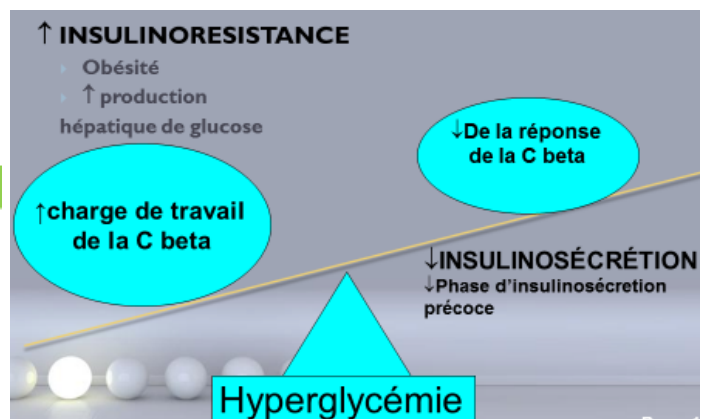 ↑ INSULINORESISTANCE
Obésité
↑ production
hépatique de glucose
↑charge de travail
de la C beta
↓De la réponse
de la C beta
↓INSULINOSÉCRÉTION
↓Phase d'insulinosécretion
précoce
Hyperglycémie